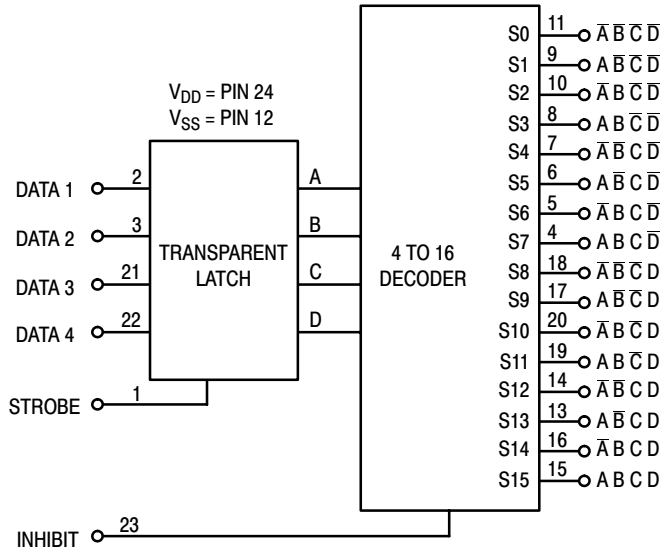 V_DD = PIN 24
V_SS = PIN 12
DATA 1 2
DATA 2 3
DATA 3 21
DATA 4 22
STROBE 1
INHIBIT 23
TRANSPARENT
LATCH
A
B
C
D
4 TO 16
DECODER
S0 11 A̅ B̅ C̅ D̅
S1 9 A B̅ C̅ D̅
S2 10 A̅ B C̅ D̅
S3 8 A B C̅ D̅
S4 7 A̅ B̅ C D̅
S5 6 A B̅ C D̅
S6 5 A̅ B C D̅
S7 4 A B C D̅
S8 18 A̅ B̅ C̅ D
S9 17 A B̅ C̅ D
S10 20 A̅ B C̅ D
S11 19 A B C̅ D
S12 14 A̅ B̅ C D
S13 13 A B̅ C D
S14 16 A̅ B C D
S15 15 A B C D